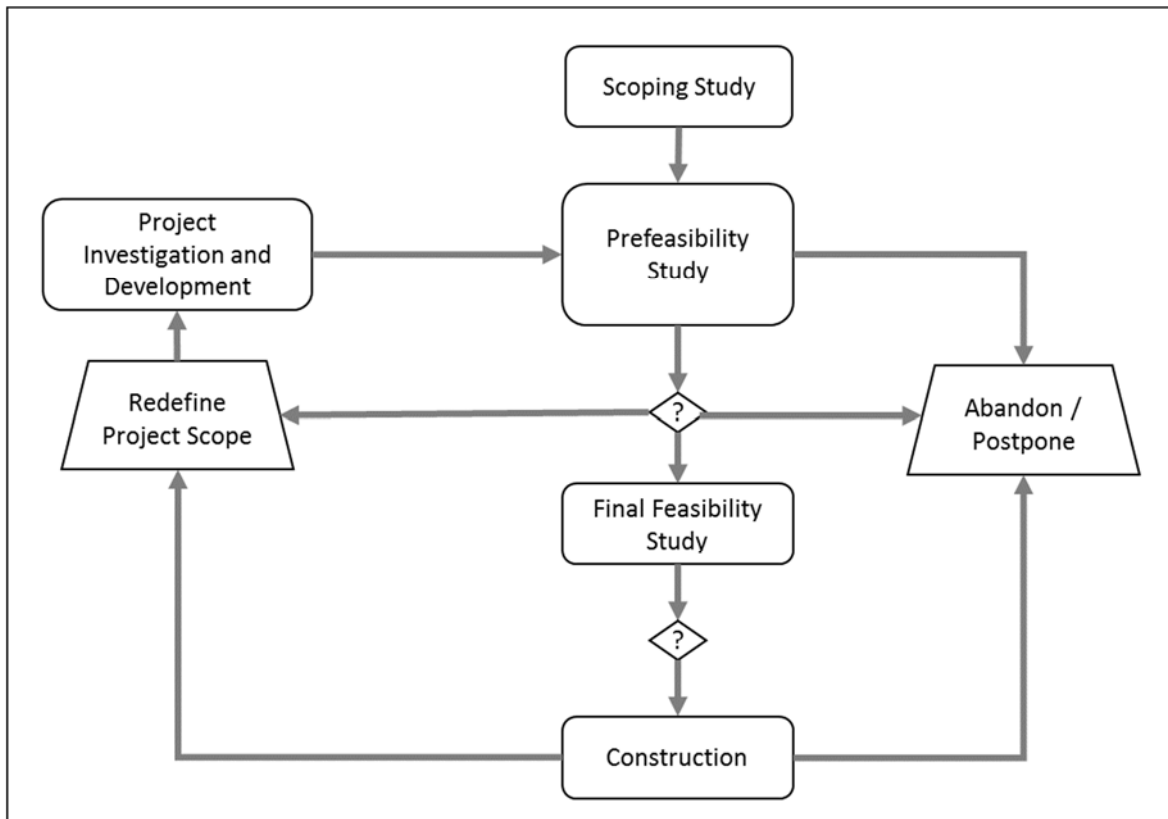 Scoping Study
Project
Investigation and
Development
Prefeasibility
Study
Redefine
Project Scope
?
Abandon /
Postpone
Final Feasibility
Study
?
Construction